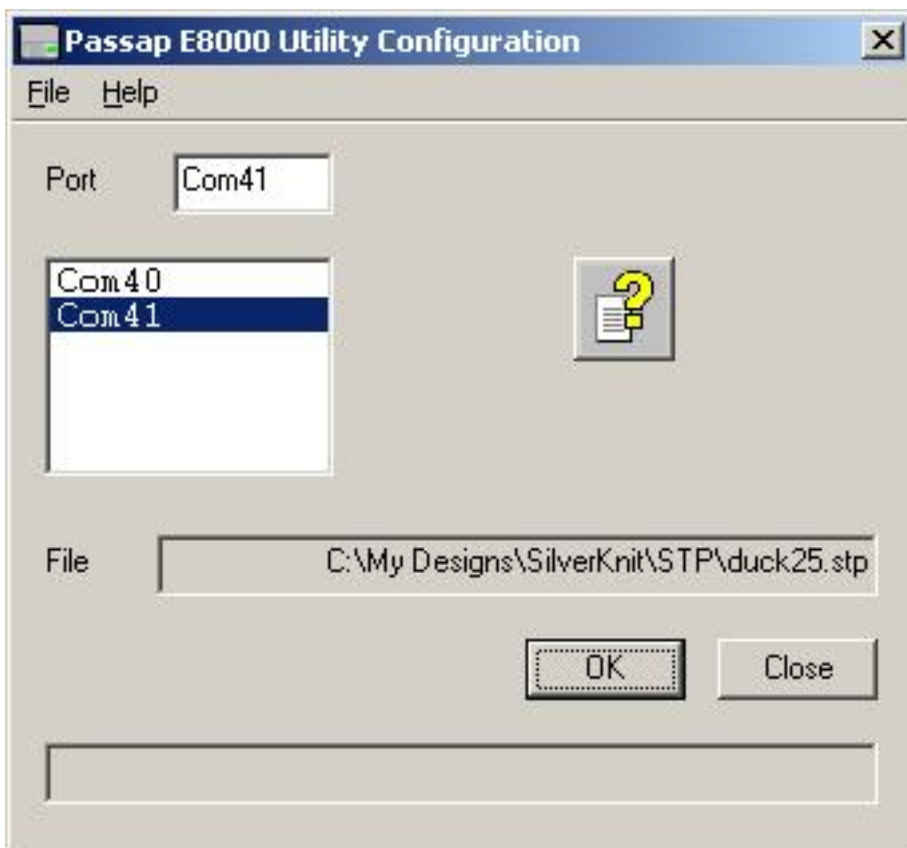 Passap E8000 Utility Configuration
File Help
Port Com41
Com40
Com41
File C:\My Designs\SilverKnit\STP\duck25.stp
OK Close